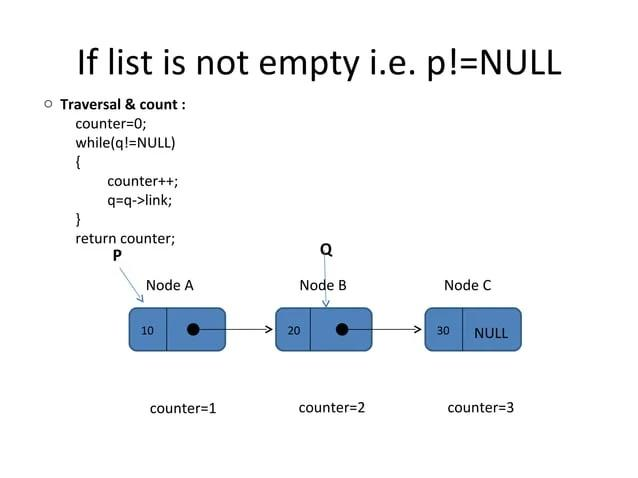 If list is not empty i.e. p!=NULL
○ Traversal & count :
counter=0;
while(q!=NULL)
{
counter++;
q=q->link;
}
return counter;
P
Q
Node A
Node B
Node C
10
20
30
NULL
counter=1
counter=2
counter=3